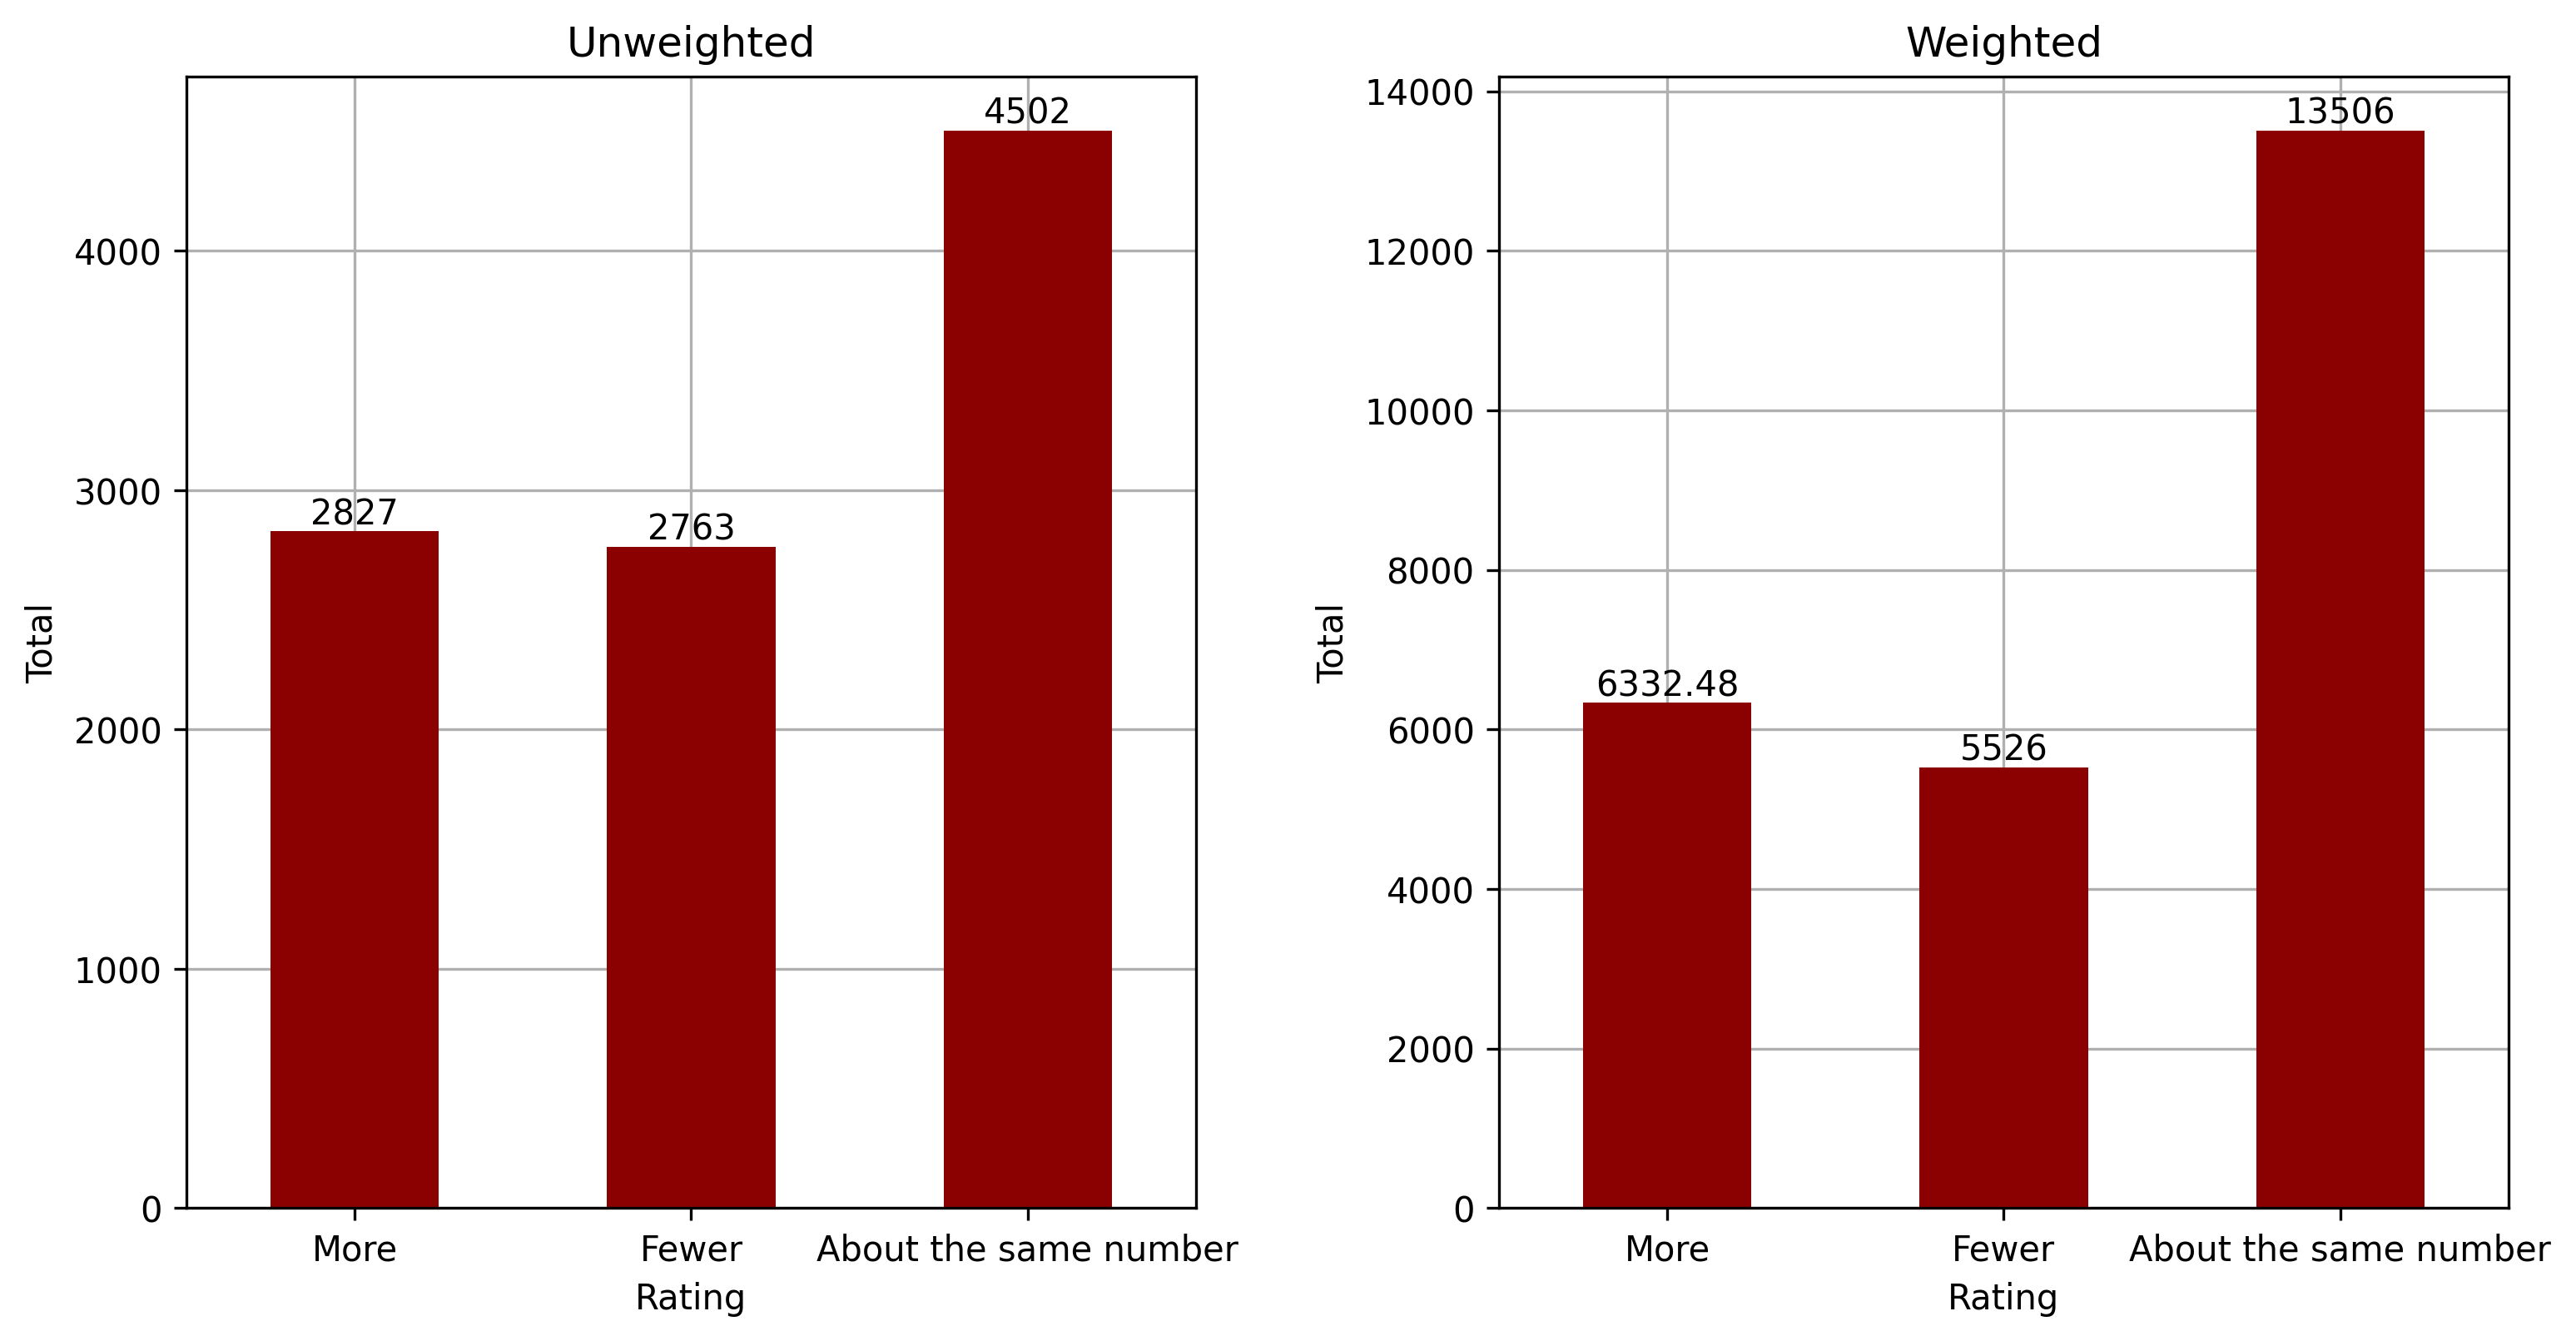 Unweighted
Total
4000
3000
2000
1000
0
2827
2763
4502
More
Fewer
About the same number
Rating
Weighted
Total
14000
12000
10000
8000
6000
4000
2000
0
6332.48
5526
13506
More
Fewer
About the same number
Rating